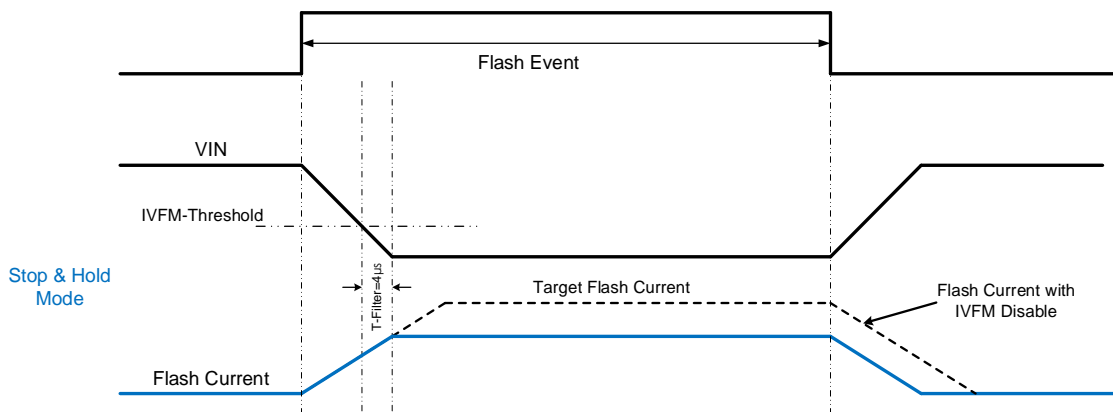 Flash Event
VIN
IVFM-Threshold
Stop & Hold
Mode
T-Filter=4µs
Target Flash Current
Flash Current with
IVFM Disable
Flash Current